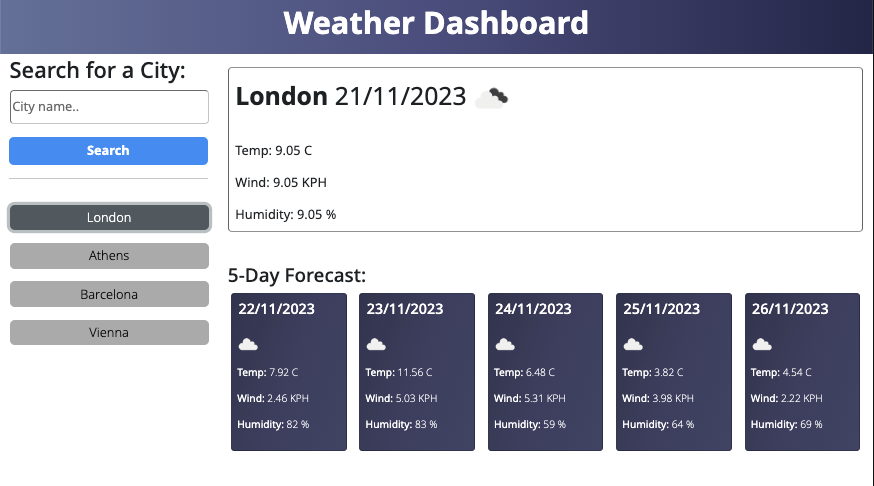 Weather Dashboard
Search for a City:
City name..
Search
London
Athens
Barcelona
Vienna
London 21/11/2023
Temp: 9.05 C
Wind: 9.05 KPH
Humidity: 9.05 %
5-Day Forecast:
22/11/2023
Temp: 7.92 C
Wind: 2.46 KPH
Humidity: 82 %
23/11/2023
Temp: 11.56 C
Wind: 5.03 KPH
Humidity: 83 %
24/11/2023
Temp: 6.48 C
Wind: 5.31 KPH
Humidity: 59 %
25/11/2023
Temp: 3.82 C
Wind: 3.98 KPH
Humidity: 64 %
26/11/2023
Temp: 4.54 C
Wind: 2.22 KPH
Humidity: 69 %